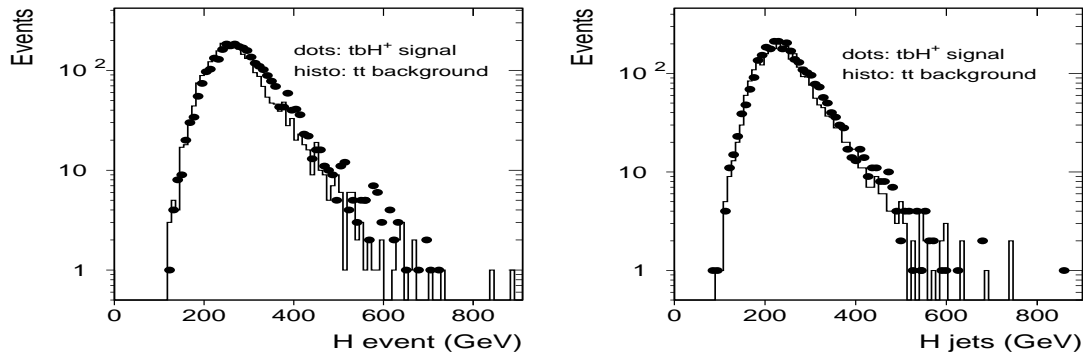 Events
10²
10
1
dots: tbH⁺ signal
histo: tt background
0 200 400 600 800
H event (GeV)
Events
10²
10
1
dots: tbH⁺ signal
histo: tt background
0 200 400 600 800
H jets (GeV)